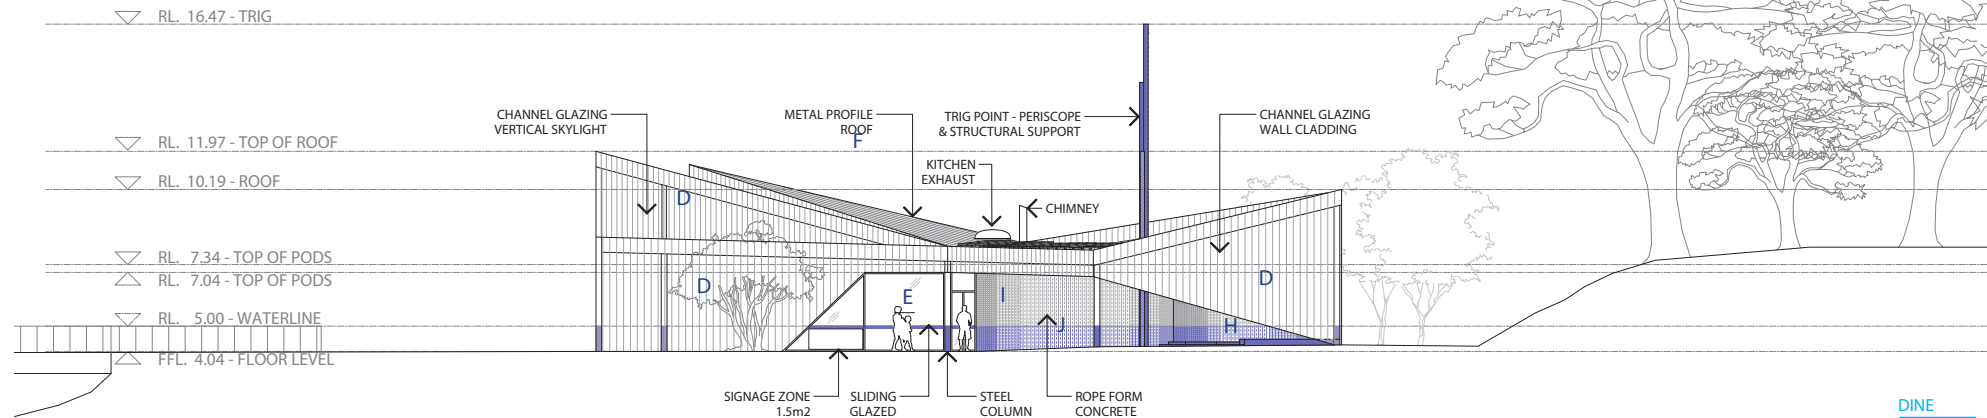 RL. 16.47 - TRIG
CHANNEL GLAZING
VERTICAL SKYLIGHT
METAL PROFILE
ROOF
F
TRIG POINT - PERISCOPE
& STRUCTURAL SUPPORT
CHANNEL GLAZING
WALL CLADDING
RL. 11.97 - TOP OF ROOF
KITCHEN
EXHAUST
RL. 10.19 - ROOF
D
CHIMNEY
RL. 7.34 - TOP OF PODS
RL. 7.04 - TOP OF PODS
D
E
I
D
RL. 5.00 - WATERLINE
J
H
FFL. 4.04 - FLOOR LEVEL
SIGNAGE ZONE
1.5m2
SLIDING
GLAZED
STEEL
COLUMN
ROPE FORM
CONCRETE
DINE